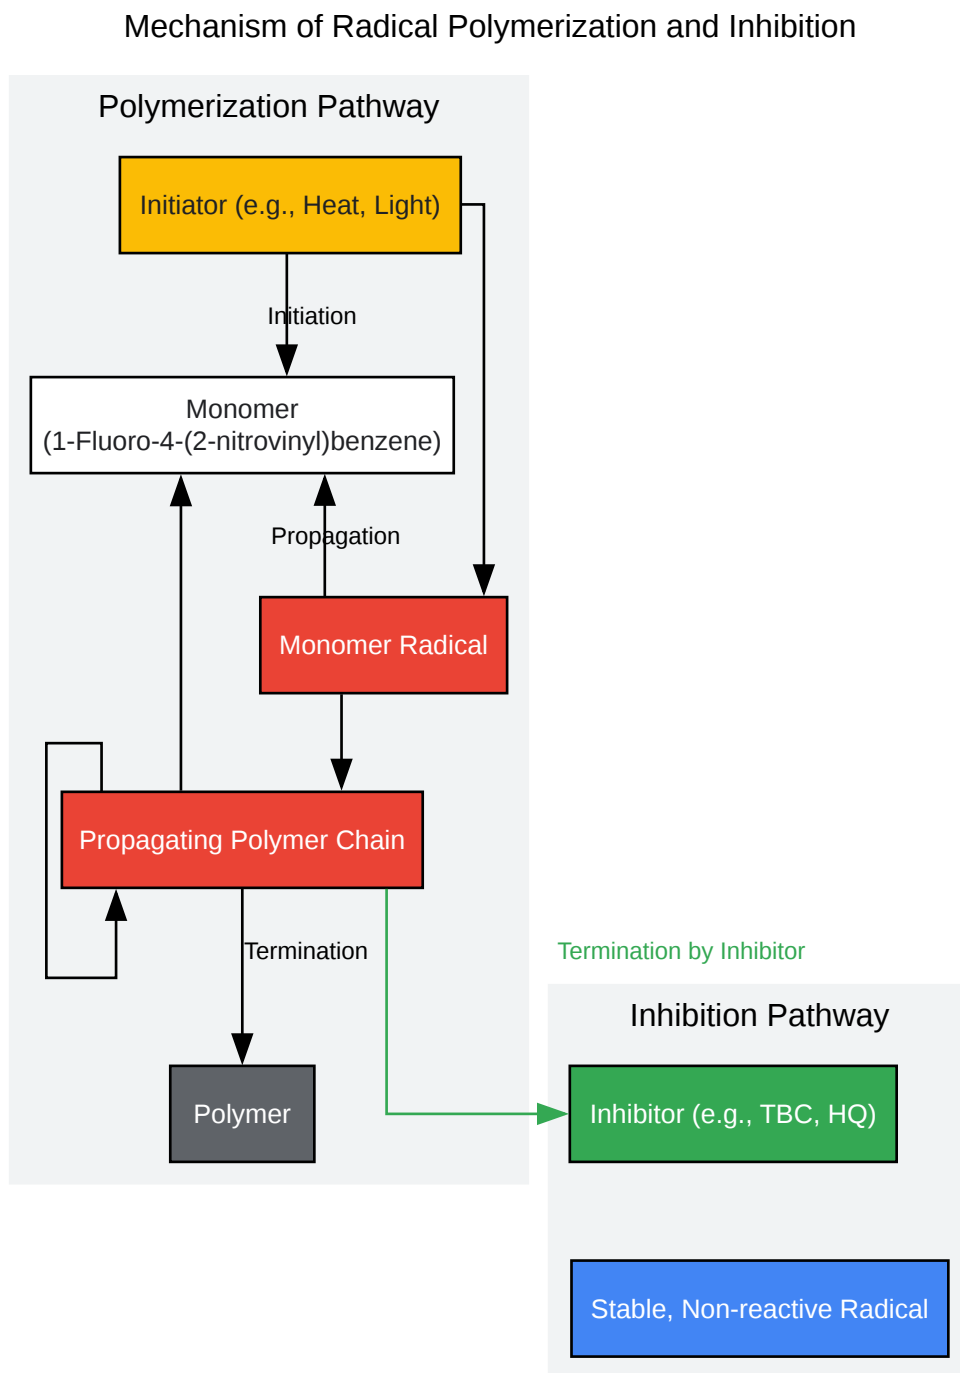 Mechanism of Radical Polymerization and Inhibition
Polymerization Pathway
Initiator (e.g., Heat, Light)
Initiation
Monomer
(1-Fluoro-4-(2-nitrovinyl)benzene)
Propagation
Monomer Radical
Propagating Polymer Chain
Termination
Termination by Inhibitor
Inhibition Pathway
Polymer
Inhibitor (e.g., TBC, HQ)
Stable, Non-reactive Radical